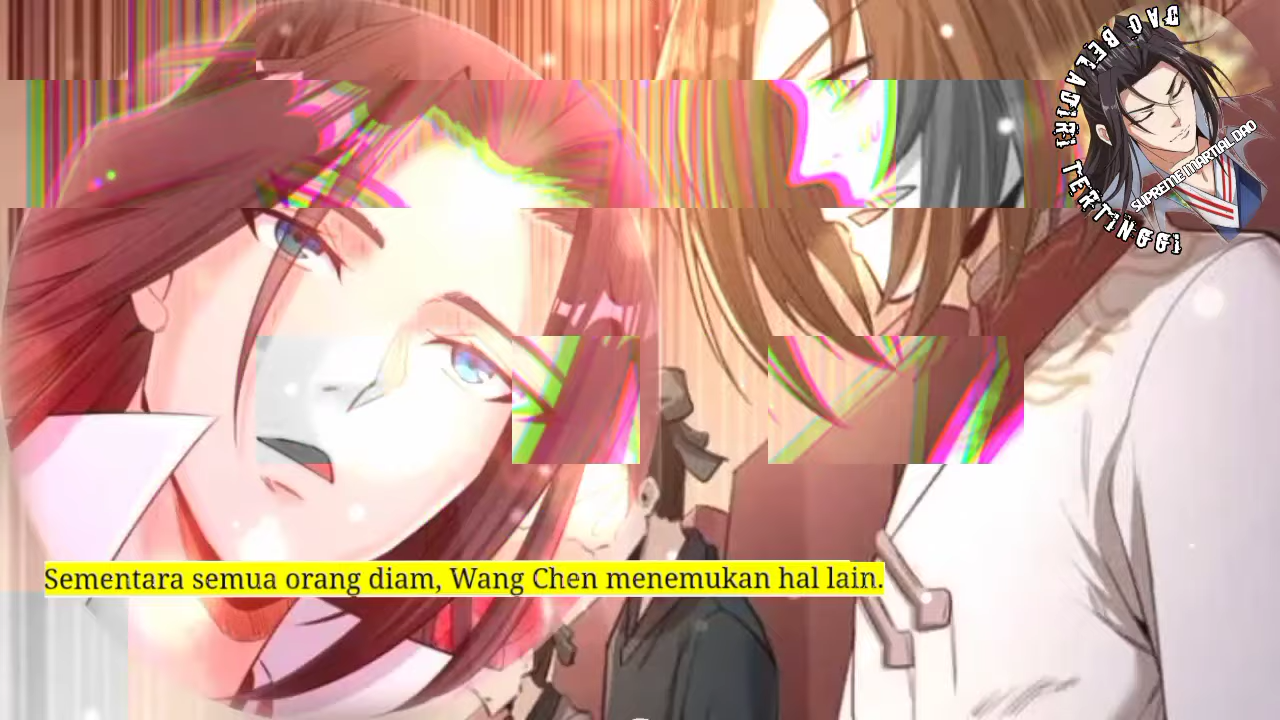 DAO BELADIRI TERTINGGI
SUPREME MARTIAL DAO
Sementara semua orang diam, Wang Chen menemukan hal lain.